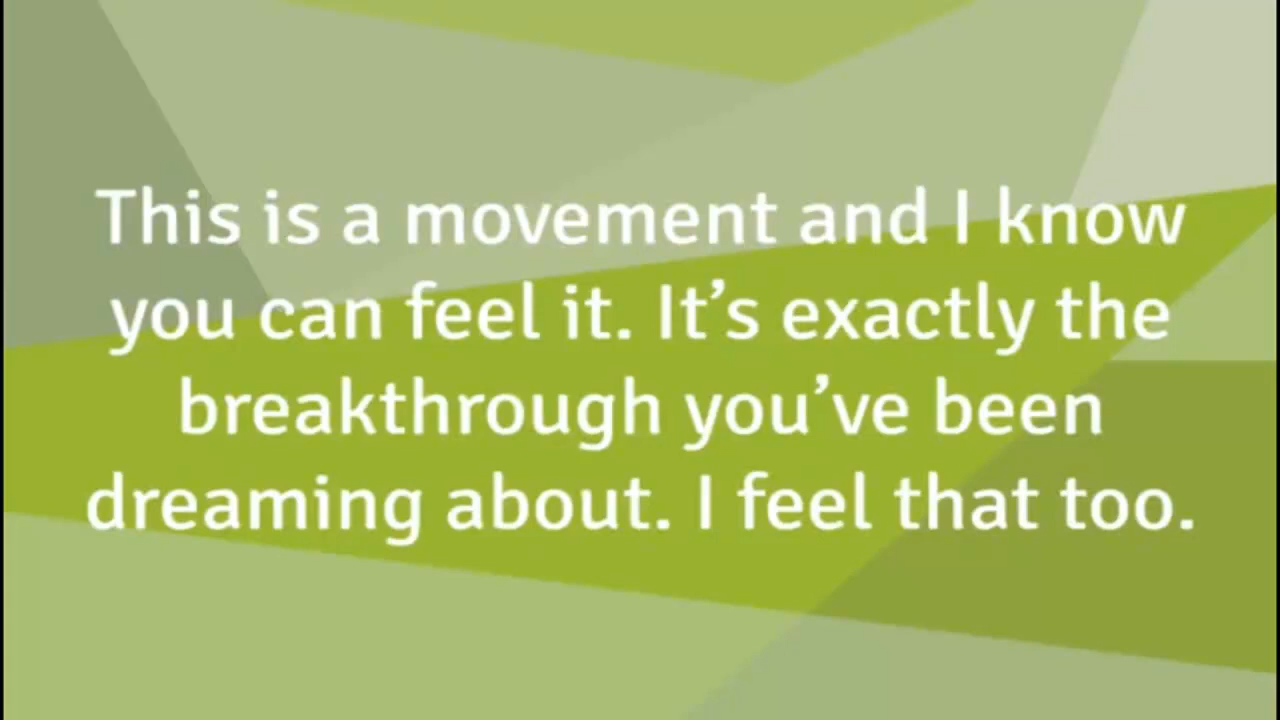 This is a movement and I know
you can feel it. It’s exactly the
breakthrough you’ve been
dreaming about. I feel that too.